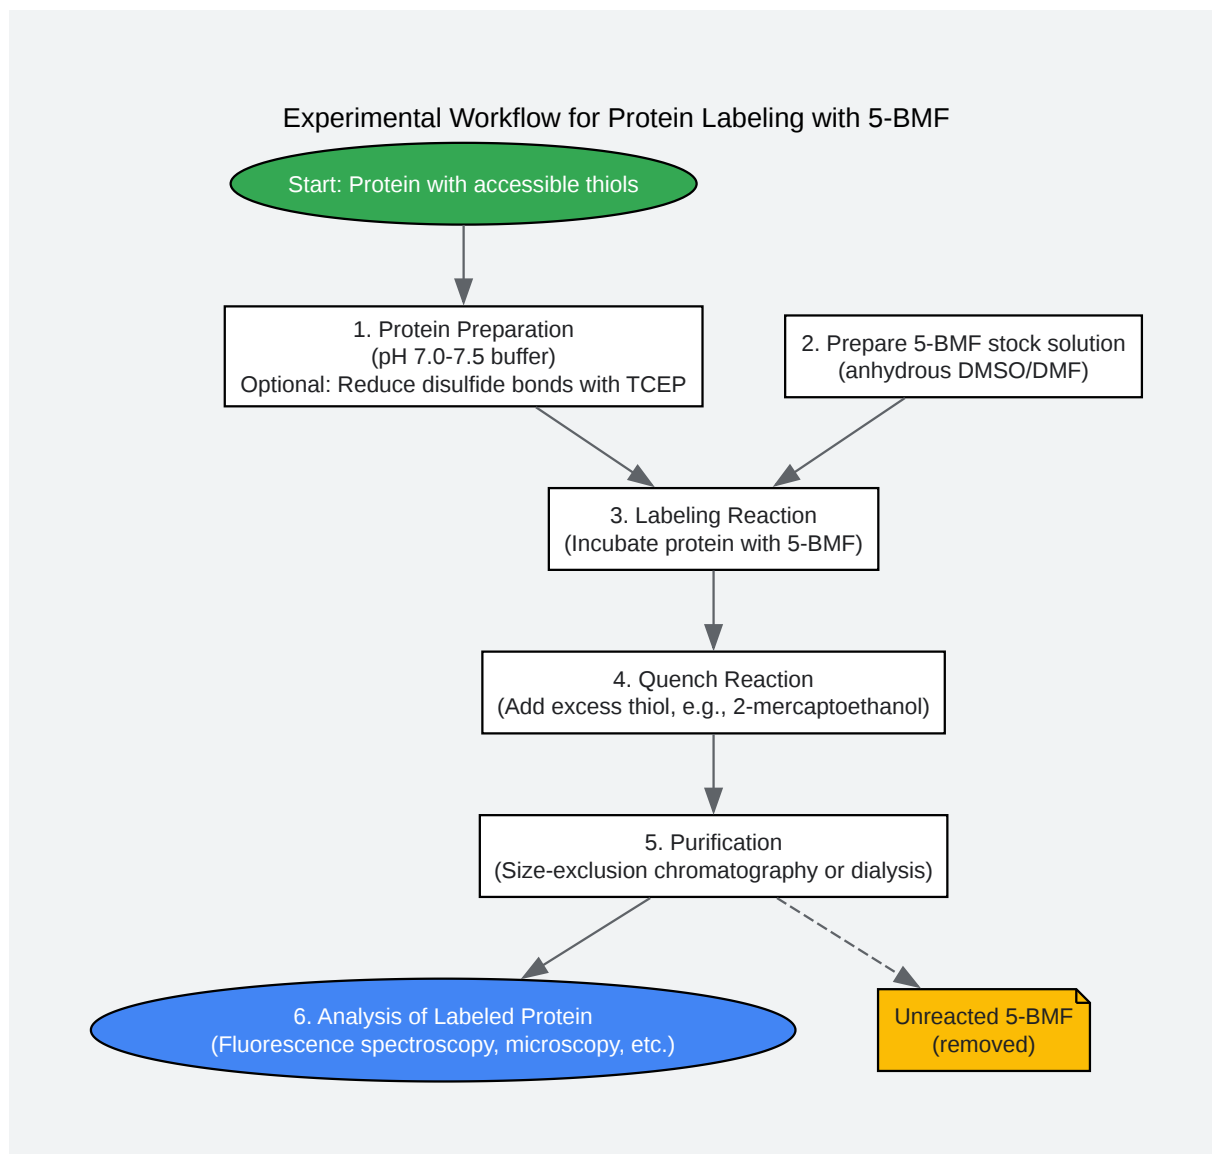 Experimental Workflow for Protein Labeling with 5-BMF
Start: Protein with accessible thiols
1. Protein Preparation
(pH 7.0-7.5 buffer)
Optional: Reduce disulfide bonds with TCEP
2. Prepare 5-BMF stock solution
(anhydrous DMSO/DMF)
3. Labeling Reaction
(Incubate protein with 5-BMF)
4. Quench Reaction
(Add excess thiol, e.g., 2-mercaptoethanol)
5. Purification
(Size-exclusion chromatography or dialysis)
6. Analysis of Labeled Protein
(Fluorescence spectroscopy, microscopy, etc.)
Unreacted 5-BMF
(removed)